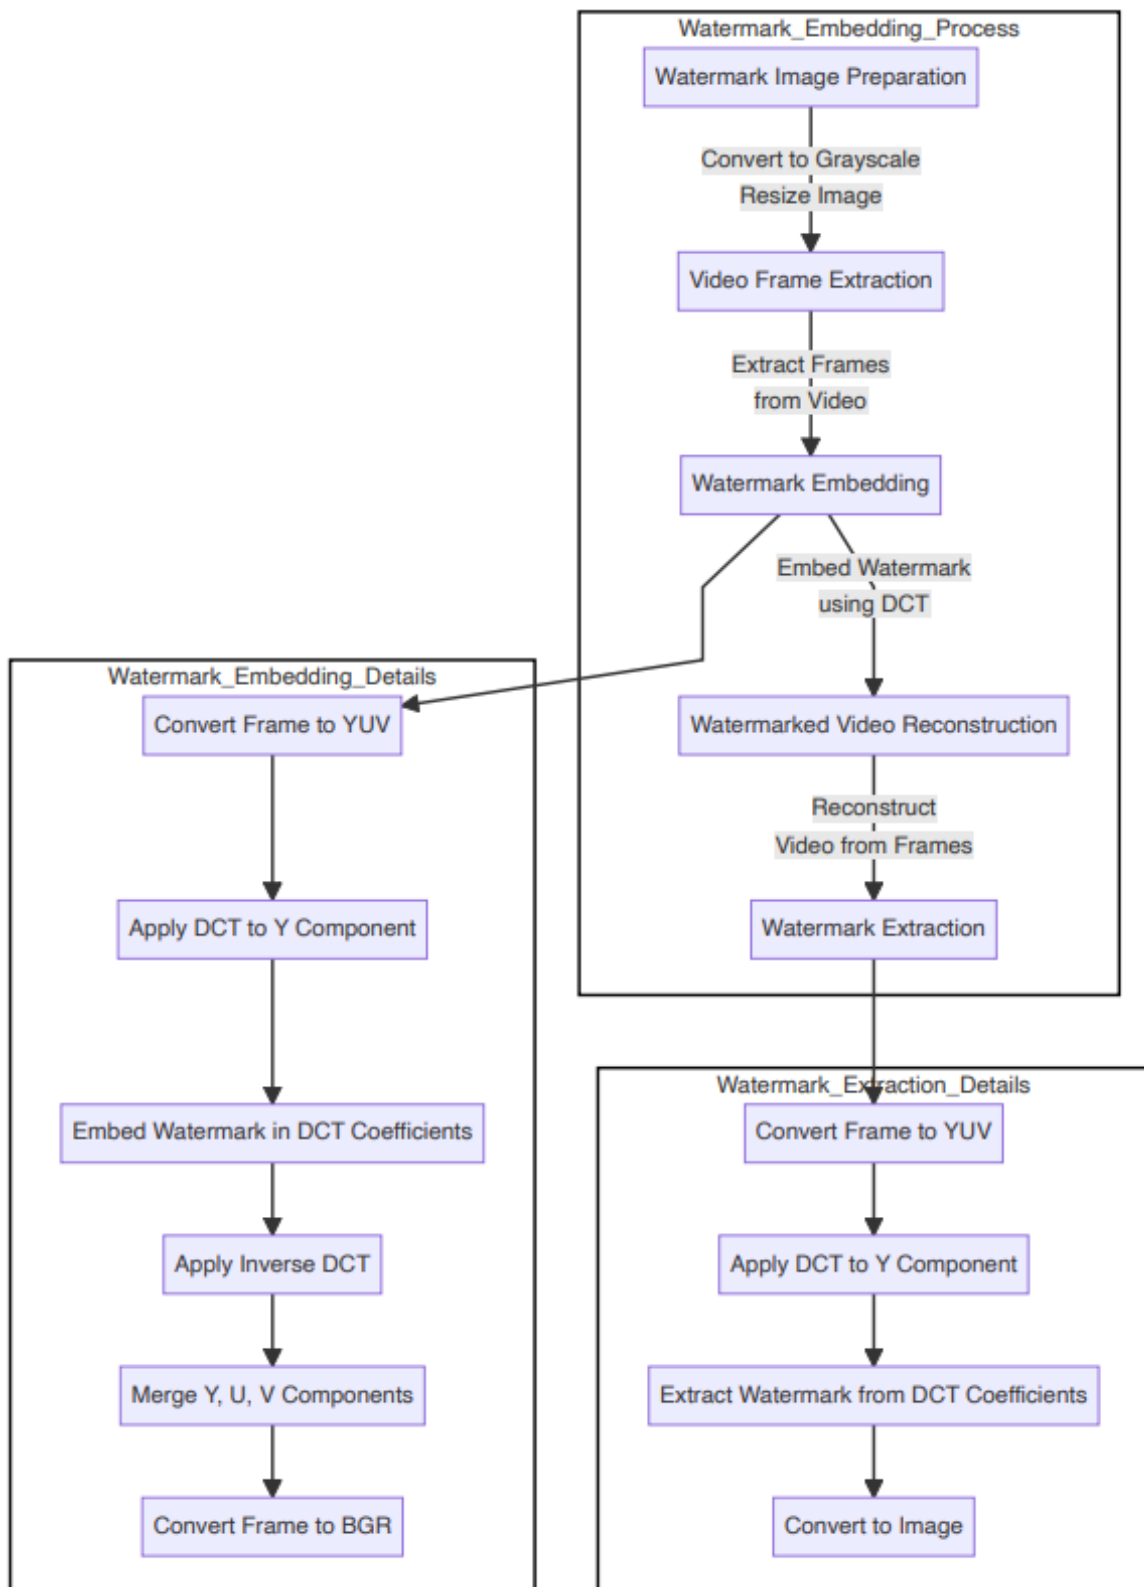 Watermark_Embedding_Process
Watermark Image Preparation
Convert to Grayscale
Resize Image
Video Frame Extraction
Extract Frames
from Video
Watermark Embedding
Embed Watermark
using DCT
Watermarked Video Reconstruction
Reconstruct
Video from Frames
Watermark Extraction
Watermark_Embedding_Details
Convert Frame to YUV
Apply DCT to Y Component
Embed Watermark in DCT Coefficients
Apply Inverse DCT
Merge Y, U, V Components
Convert Frame to BGR
Watermark_Extraction_Details
Convert Frame to YUV
Apply DCT to Y Component
Extract Watermark from DCT Coefficients
Convert to Image